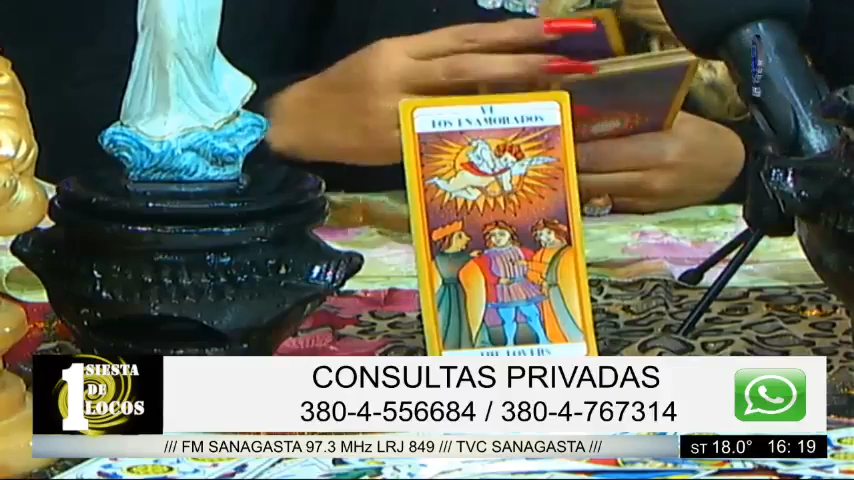 VI
LOS ENAMORADOS
THE LOVERS
1 SIESTA
DE
LOCOS
CONSULTAS PRIVADAS
380-4-556684 / 380-4-767314
/// FM SANAGASTA 97.3 MHz LRJ 849 /// TVC SANAGASTA ///
ST 18.0° 16:19